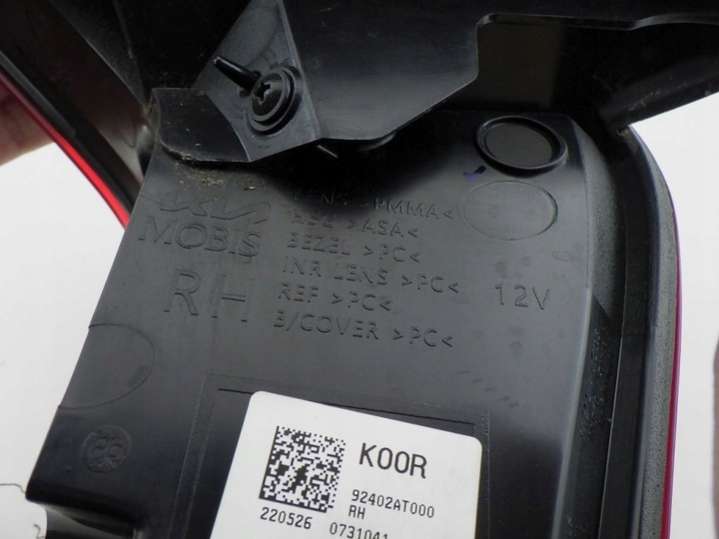 LENS >PMMA<
HSG >ASA<
BEZEL >PC<
INR LENS >PC<
REF >PC<
B/COVER >PC<
KIA
MOBIS
RH
12V
K00R
92402AT000
RH
220526 0731041